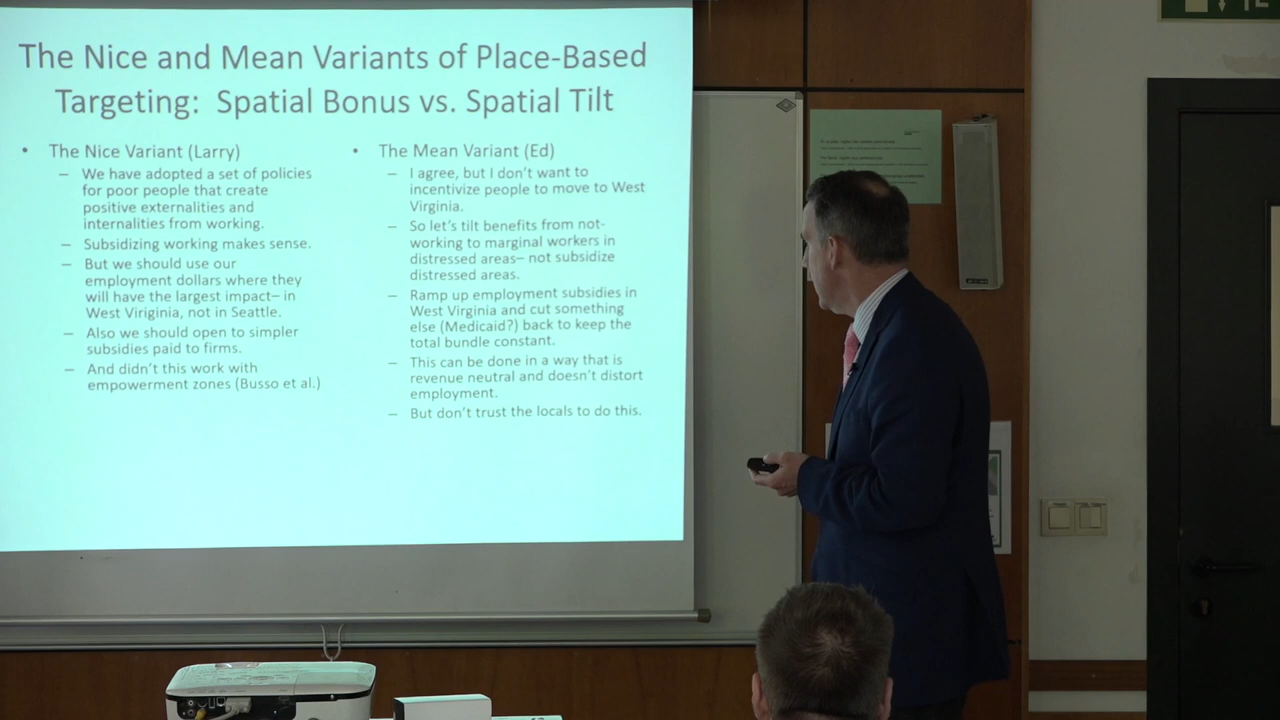 The Nice and Mean Variants of Place-Based
Targeting: Spatial Bonus vs. Spatial Tilt
• The Nice Variant (Larry)
– We have adopted a set of policies
for poor people that create
positive externalities and
internalities from working.
– Subsidizing working makes sense.
– But we should use our
employment dollars where they
will have the largest impact– in
West Viriginia, not in Seattle.
– Also we should open to simpler
subsidies paid to firms.
– And didn't this work with
empowerment zones (Busso et al.)
• The Mean Variant (Ed)
– I agree, but I don't want to
incentivize people to move to West
Virginia.
– So let's tilt benefits from not-
working to marginal workers in
distressed areas– not subsidize
distressed areas.
– Ramp up employment subsidies in
West Virginia and cut something
else (Medicaid?) back to keep the
total bundle constant.
– This can be done in a way that is
revenue neutral and doesn't distort
employment.
– But don't trust the locals to do this.